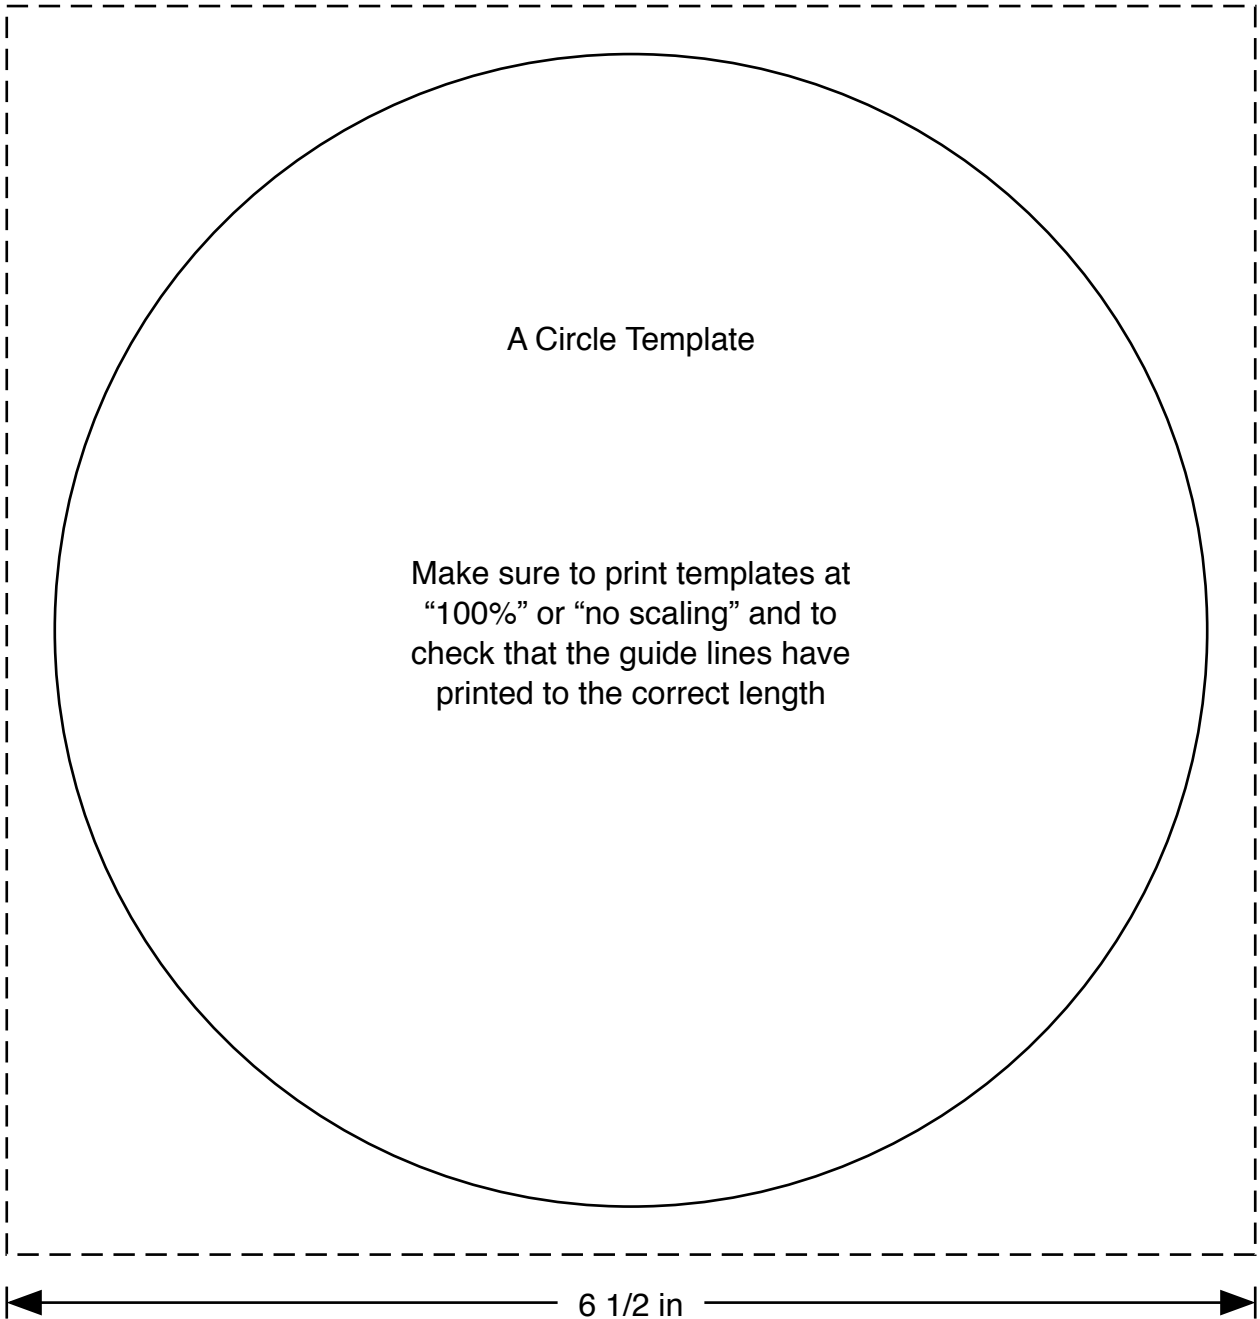 A Circle Template
Make sure to print templates at
“100%” or “no scaling” and to
check that the guide lines have
printed to the correct length
6 1/2 in